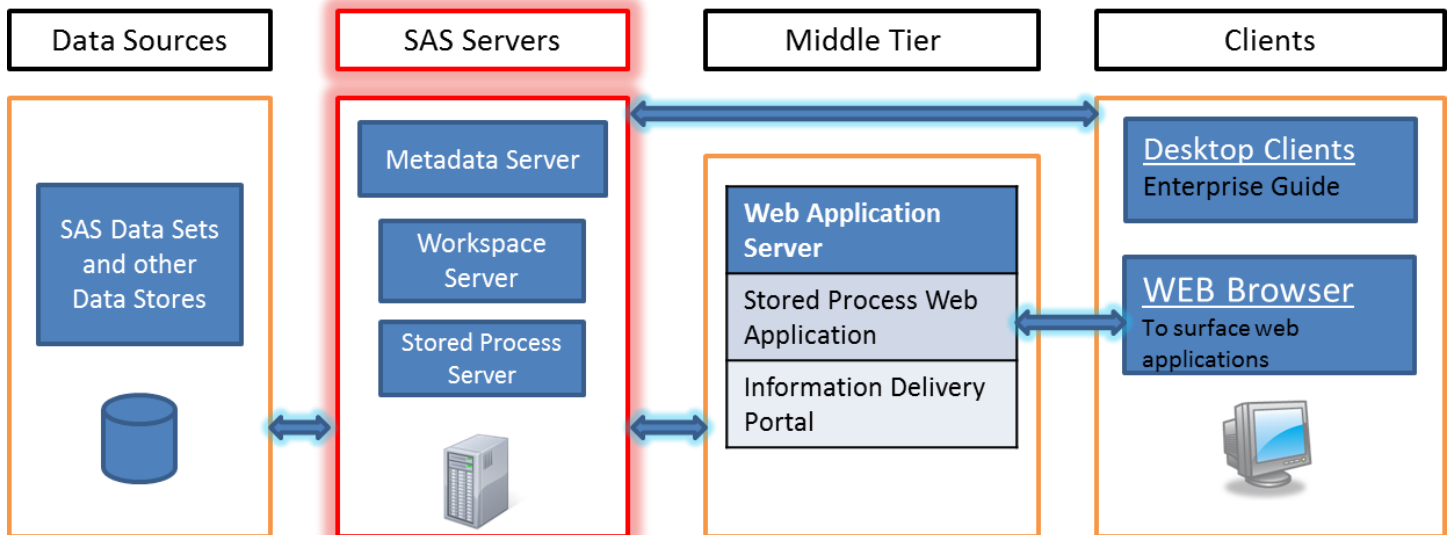 Data Sources
SAS Servers
Middle Tier
Clients
SAS Data Sets
and other
Data Stores
Metadata Server
Workspace
Server
Stored Process
Server
Web Application
Server
Stored Process Web
Application
Information Delivery
Portal
Desktop Clients
Enterprise Guide
WEB Browser
To surface web
applications